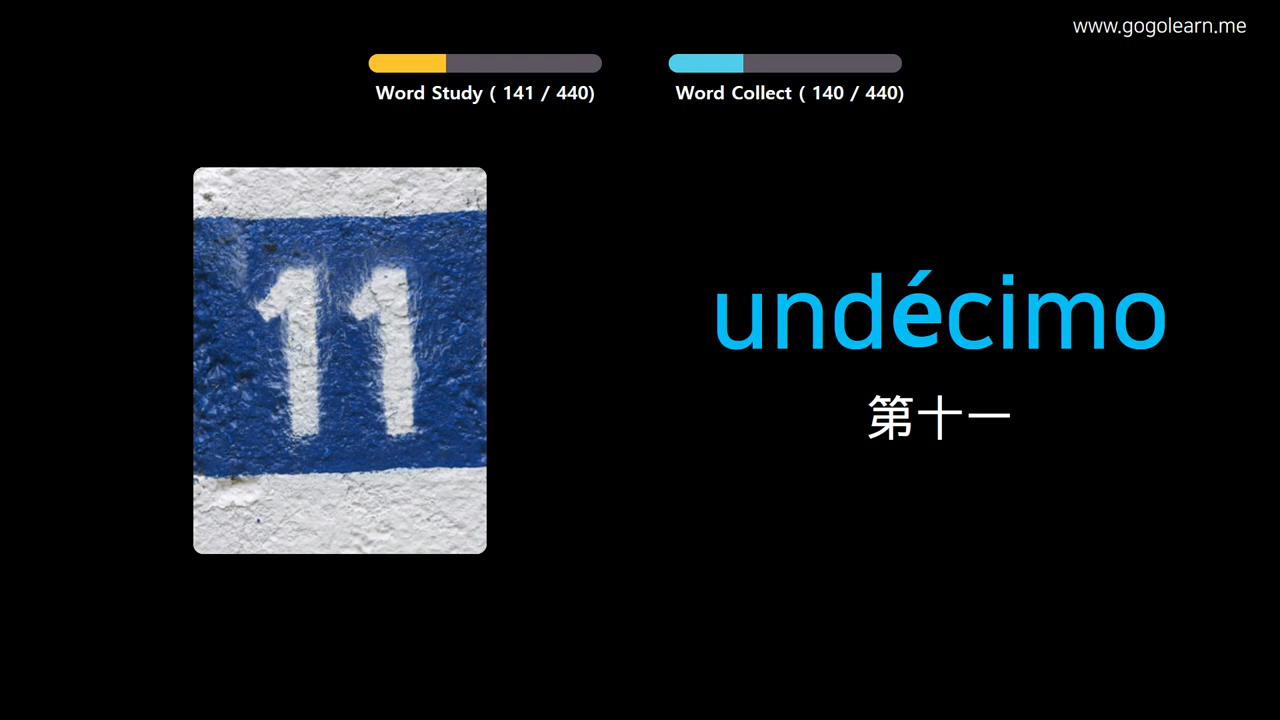 www.gogolearn.me
Word Study ( 141 / 440)
Word Collect ( 140 / 440)
11
undécimo
第十一